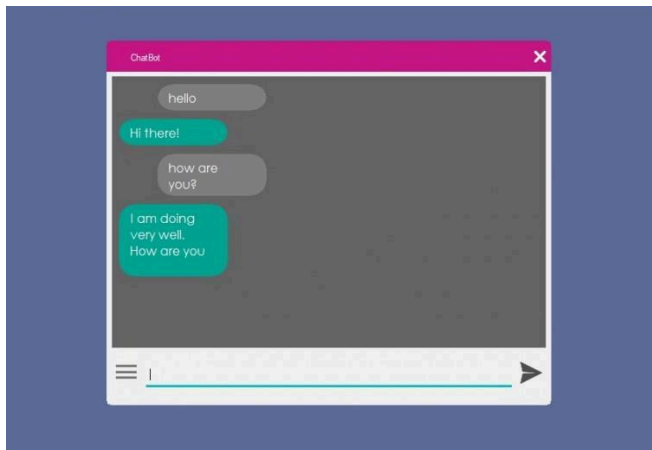 ChatBot
hello
Hi there!
how are
you?
I am doing
very well.
How are you